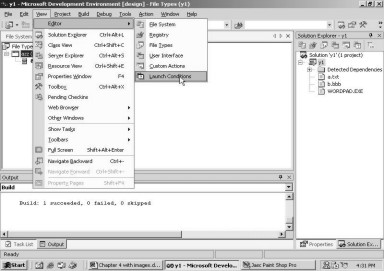 y1 - Microsoft Development Environment [design] - File Types (y1)
File Edit View Project Build Debug Tools Action Window Help
Editor
Solution Explorer Ctrl+Alt+L
Class View Ctrl+Shift+C
Server Explorer Ctrl+Alt+S
Resource View Ctrl+Shift+E
Properties Window F4
Toolbox Ctrl+Alt+X
Pending Checkins
Web Browser
Other Windows
Show Tasks
Toolbars
Full Screen Shift+Alt+Enter
Navigate Backward Ctrl+-
Navigate Forward Ctrl+Shift+-
Property Pages Shift+F4
File System
Registry
File Types
User Interface
Custom Actions
Launch Conditions
File System
File Type
Solution Explorer - y1
Solution 'y1' (1 project)
y1
Detected Dependencies
a.txt
b.bbb
WORDPAD.EXE
Output
Build
Build: 1 succeeded, 0 failed, 0 skipped
Task List Output
Properties Solution Ex...
Ready
Start
Chapter 4 with images.d...
y1 - Microsoft Develo...
Jasc Paint Shop Pro
4:31 PM